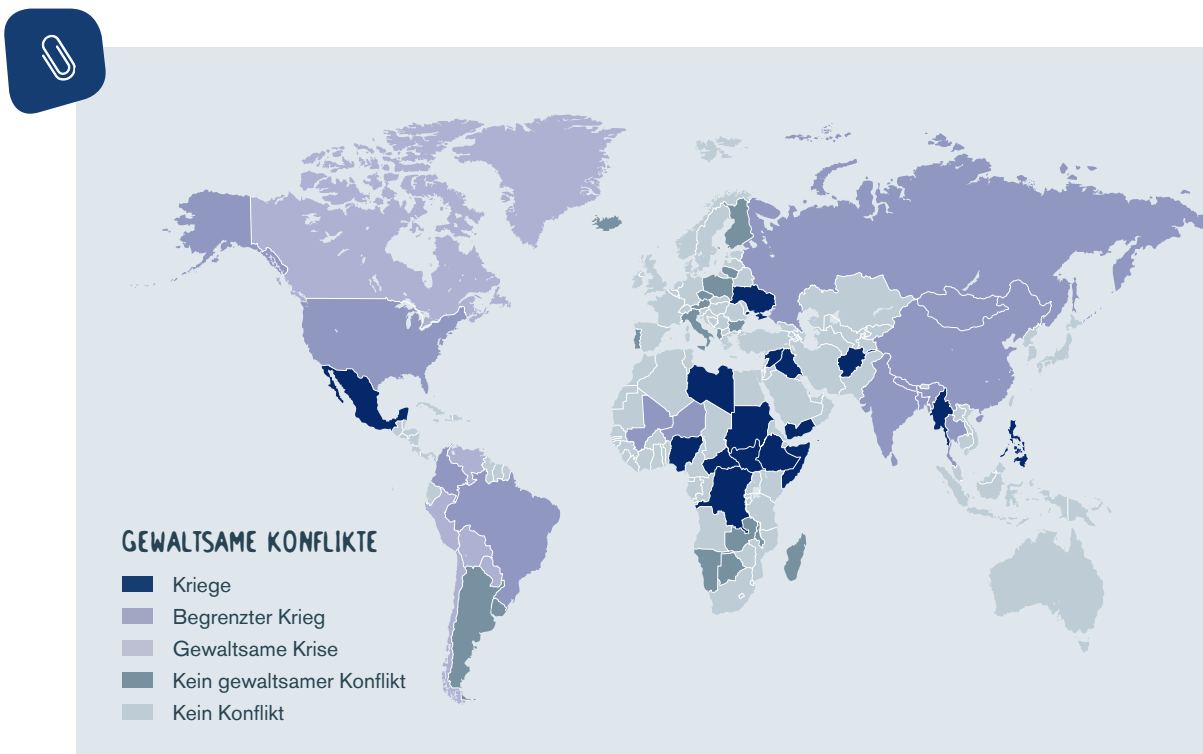 GEWALTSAME KONFLIKTE
Kriege
Begrenzter Krieg
Gewaltsame Krise
Kein gewaltsamer Konflikt
Kein Konflikt